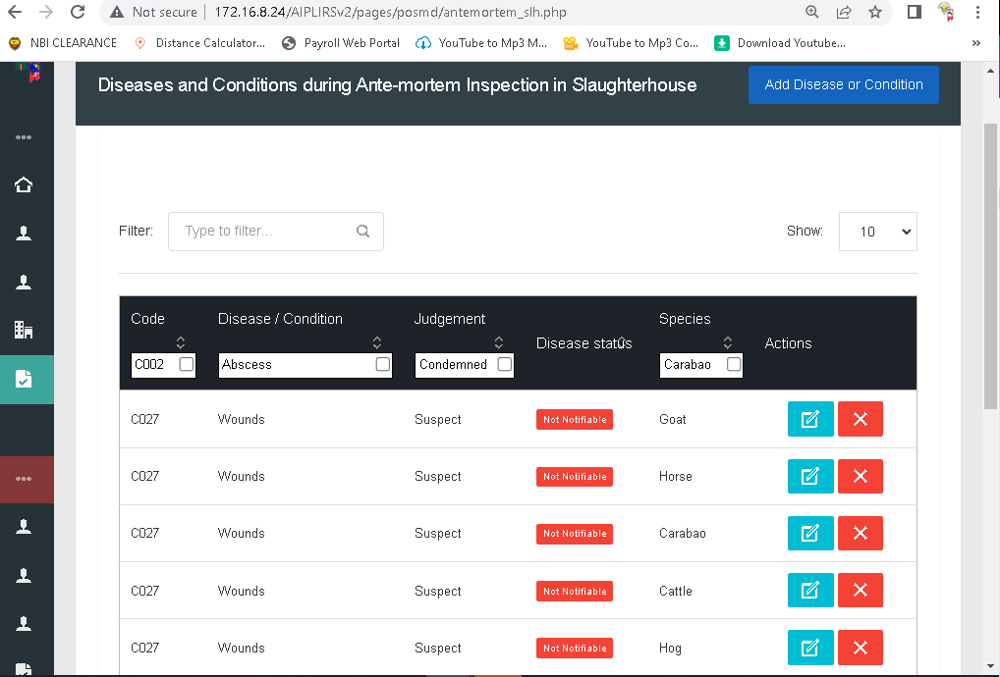 Not secure 172.16.8.24/AIPLIRSv2/pages/posmd/antemortem_slh.php
NBI CLEARANCE Distance Calculator... Payroll Web Portal YouTube to Mp3 M... YouTube to Mp3 Co... Download Youtube... »
Diseases and Conditions during Ante-mortem Inspection in Slaughterhouse Add Disease or Condition
Filter: Type to filter... Show: 10
Code Disease / Condition Judgement Species
Disease status Actions
C002 Abscess Condemned Carabao
C027 Wounds Suspect Not Notifiable Goat
C027 Wounds Suspect Not Notifiable Horse
C027 Wounds Suspect Not Notifiable Carabao
C027 Wounds Suspect Not Notifiable Cattle
C027 Wounds Suspect Not Notifiable Hog